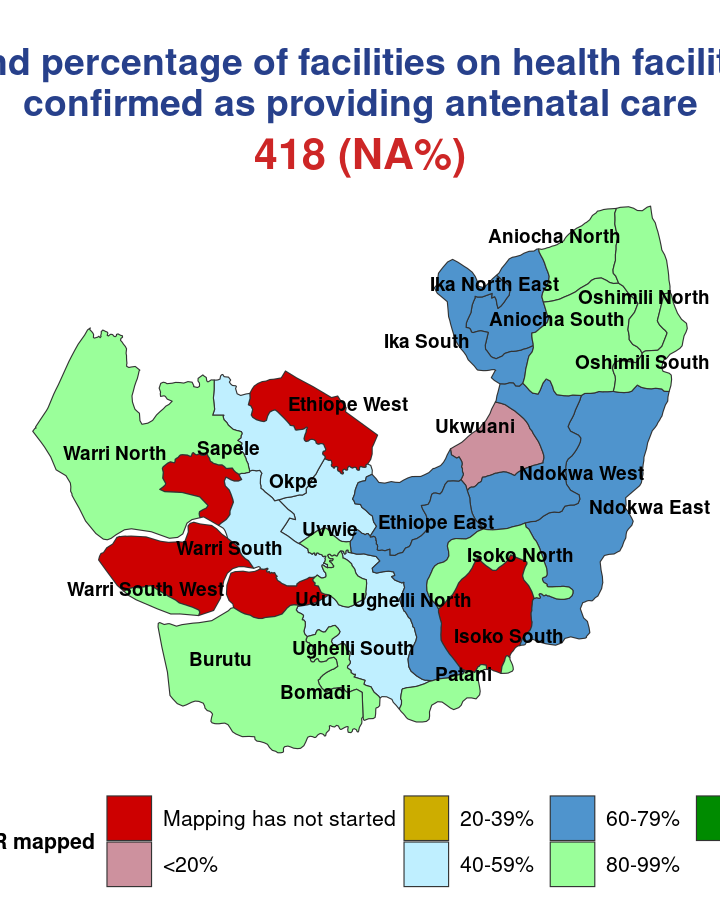 nd percentage of facilities on health facilit
confirmed as providing antenatal care
418 (NA%)
Aniocha North
Ika North East
Oshimili North
Aniocha South
Ika South
Oshimili South
Ethiope West
Ukwuani
Sapele
Warri North
Okpe
Ndokwa West
Ndokwa East
Uvwie
Ethiope East
Warri South
Isoko North
Warri South West
Udu
Ughelli North
Isoko South
Ughelli South
Burutu
Patani
Bomadi
R mapped
Mapping has not started
<20%
20-39%
40-59%
60-79%
80-99%